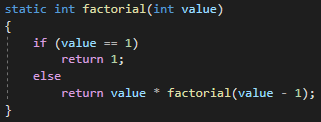 static int factorial(int value)
{
    if (value == 1)
        return 1;
    else
        return value * factorial(value - 1);
}